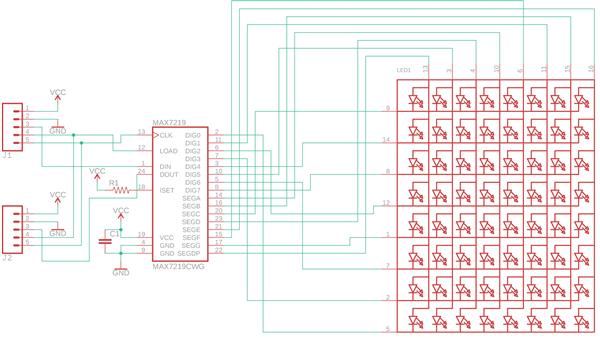 LED1
13
3
4
10
6
11
15
16
VCC
1
2
3
4
5
GND
J1
MAX7219
13 CLK DIG0 2
DIG1 11
12 LOAD DIG2 6
DIG3 7
1 DIN DIG4 3
24 DOUT DIG5 10
DIG6 5
18 ISET DIG7 8
SEGA 14
SEGB 16
SEGC 20
SEGD 23
SEGE 21
19 VCC SEGF 15
4 GND SEGG 17
9 GND SEGDP 22
MAX7219CWG
VCC
R1
VCC
C1
GND
VCC
1
2
3
4
5
GND
J2
9
14
8
12
1
7
2
5